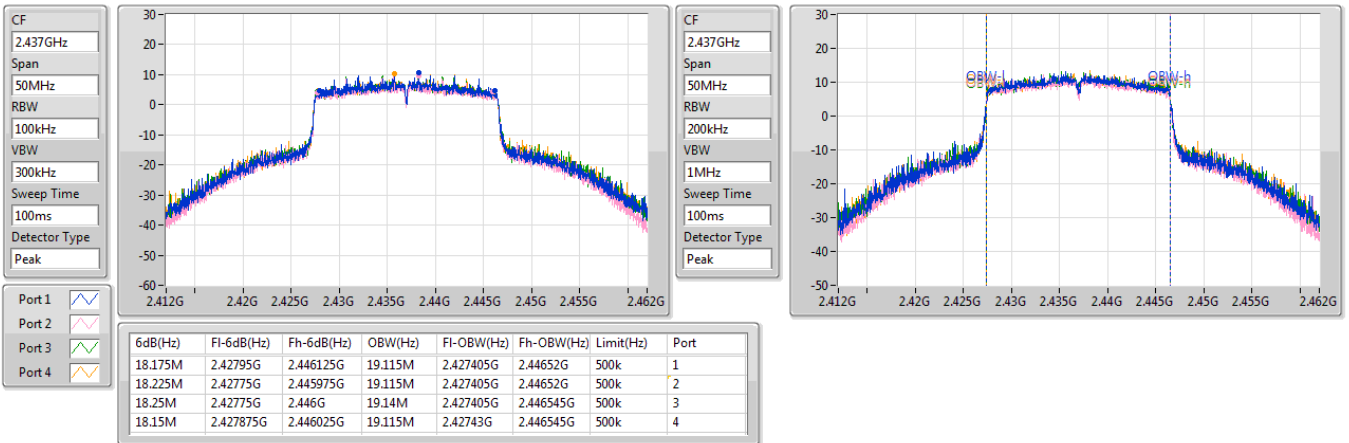 CF
2.437GHz
Span
50MHz
RBW
100kHz
VBW
300kHz
Sweep Time
100ms
Detector Type
Peak
Port 1
Port 2
Port 3
Port 4
30
20
10
0
-10
-20
-30
-40
-50
-60
2.412G 2.42G 2.425G 2.43G 2.435G 2.44G 2.445G 2.45G 2.455G 2.462G
CF
2.437GHz
Span
50MHz
RBW
200kHz
VBW
1MHz
Sweep Time
100ms
Detector Type
Peak
30
20
10
0
-10
-20
-30
-40
-50
OBW-l OBW-h
2.412G 2.42G 2.425G 2.43G 2.435G 2.44G 2.445G 2.45G 2.455G 2.462G
6dB(Hz) Fl-6dB(Hz) Fh-6dB(Hz) OBW(Hz) Fl-OBW(Hz) Fh-OBW(Hz) Limit(Hz) Port
18.175M 2.42795G 2.446125G 19.115M 2.427405G 2.44652G 500k 1
18.225M 2.42775G 2.445975G 19.115M 2.427405G 2.44652G 500k 2
18.25M 2.42775G 2.446G 19.14M 2.427405G 2.446545G 500k 3
18.15M 2.427875G 2.446025G 19.115M 2.42743G 2.446545G 500k 4